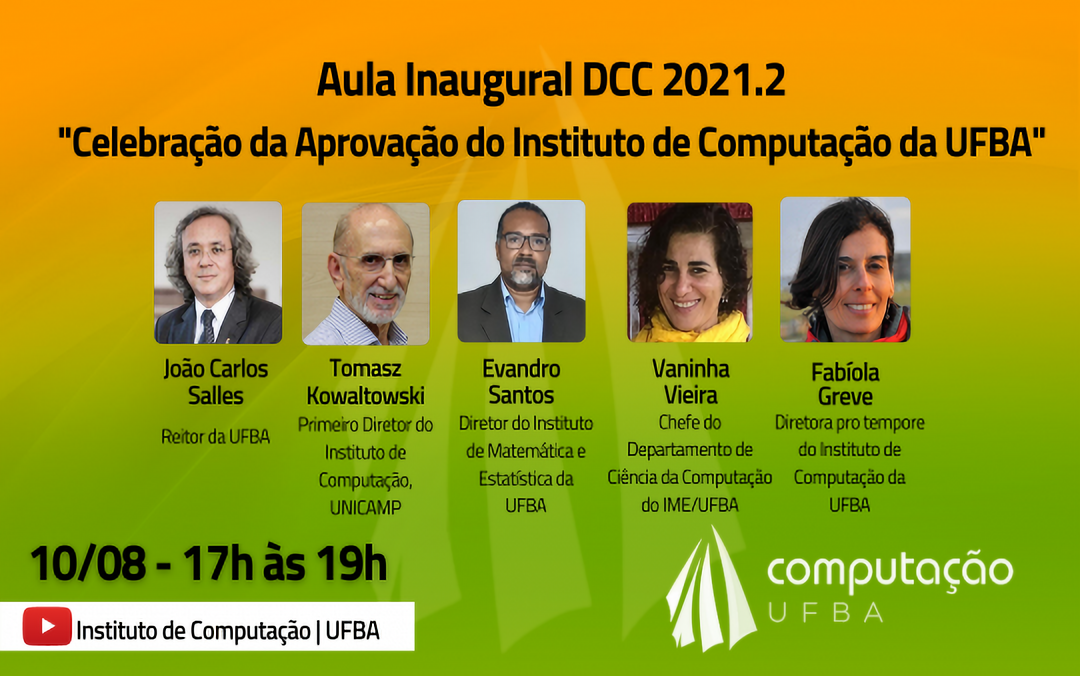 Aula Inaugural DCC 2021.2
"Celebração da Aprovação do Instituto de Computação da UFBA"
João Carlos
Salles
Reitor da UFBA
Tomasz
Kowaltowski
Primeiro Diretor do
Instituto de
Computação,
UNICAMP
Evandro
Santos
Diretor do Instituto
de Matemática e
Estatística da
UFBA
Vaninha
Vieira
Chefe do
Departamento de
Ciência da Computação
do IME/UFBA
Fabíola
Greve
Diretora pro tempore
do Instituto de
Computação da
UFBA
10/08 - 17h às 19h
Instituto de Computação | UFBA
computação
UFBA